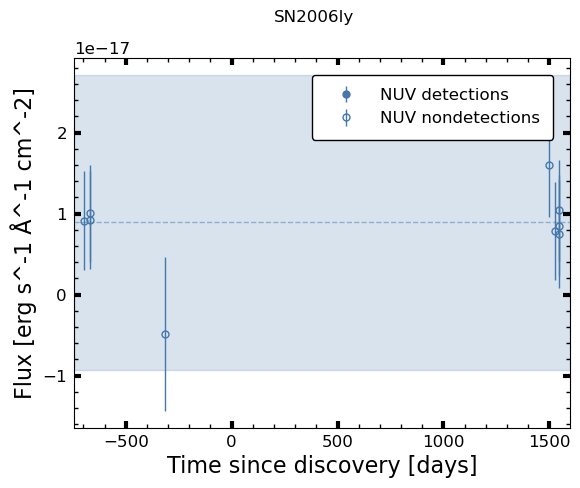 SN2006ly
1e−17
NUV detections
NUV nondetections
2
1
0
−1
Flux [erg s^-1 Å^-1 cm^-2]
−500
0
500
1000
1500
Time since discovery [days]